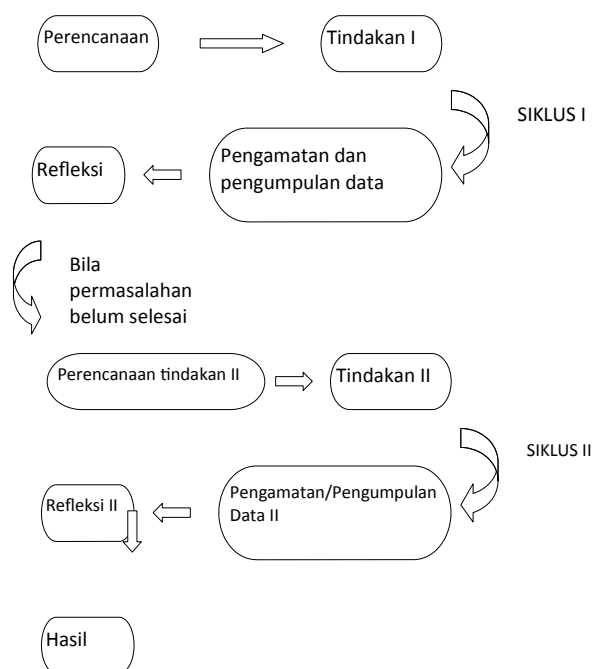 Perencanaan
Tindakan I
SIKLUS I
Refleksi
Pengamatan dan
pengumpulan data
Bila
permasalahan
belum selesai
Perencanaan tindakan II
Tindakan II
SIKLUS II
Refleksi II
Pengamatan/Pengumpulan
Data II
Hasil